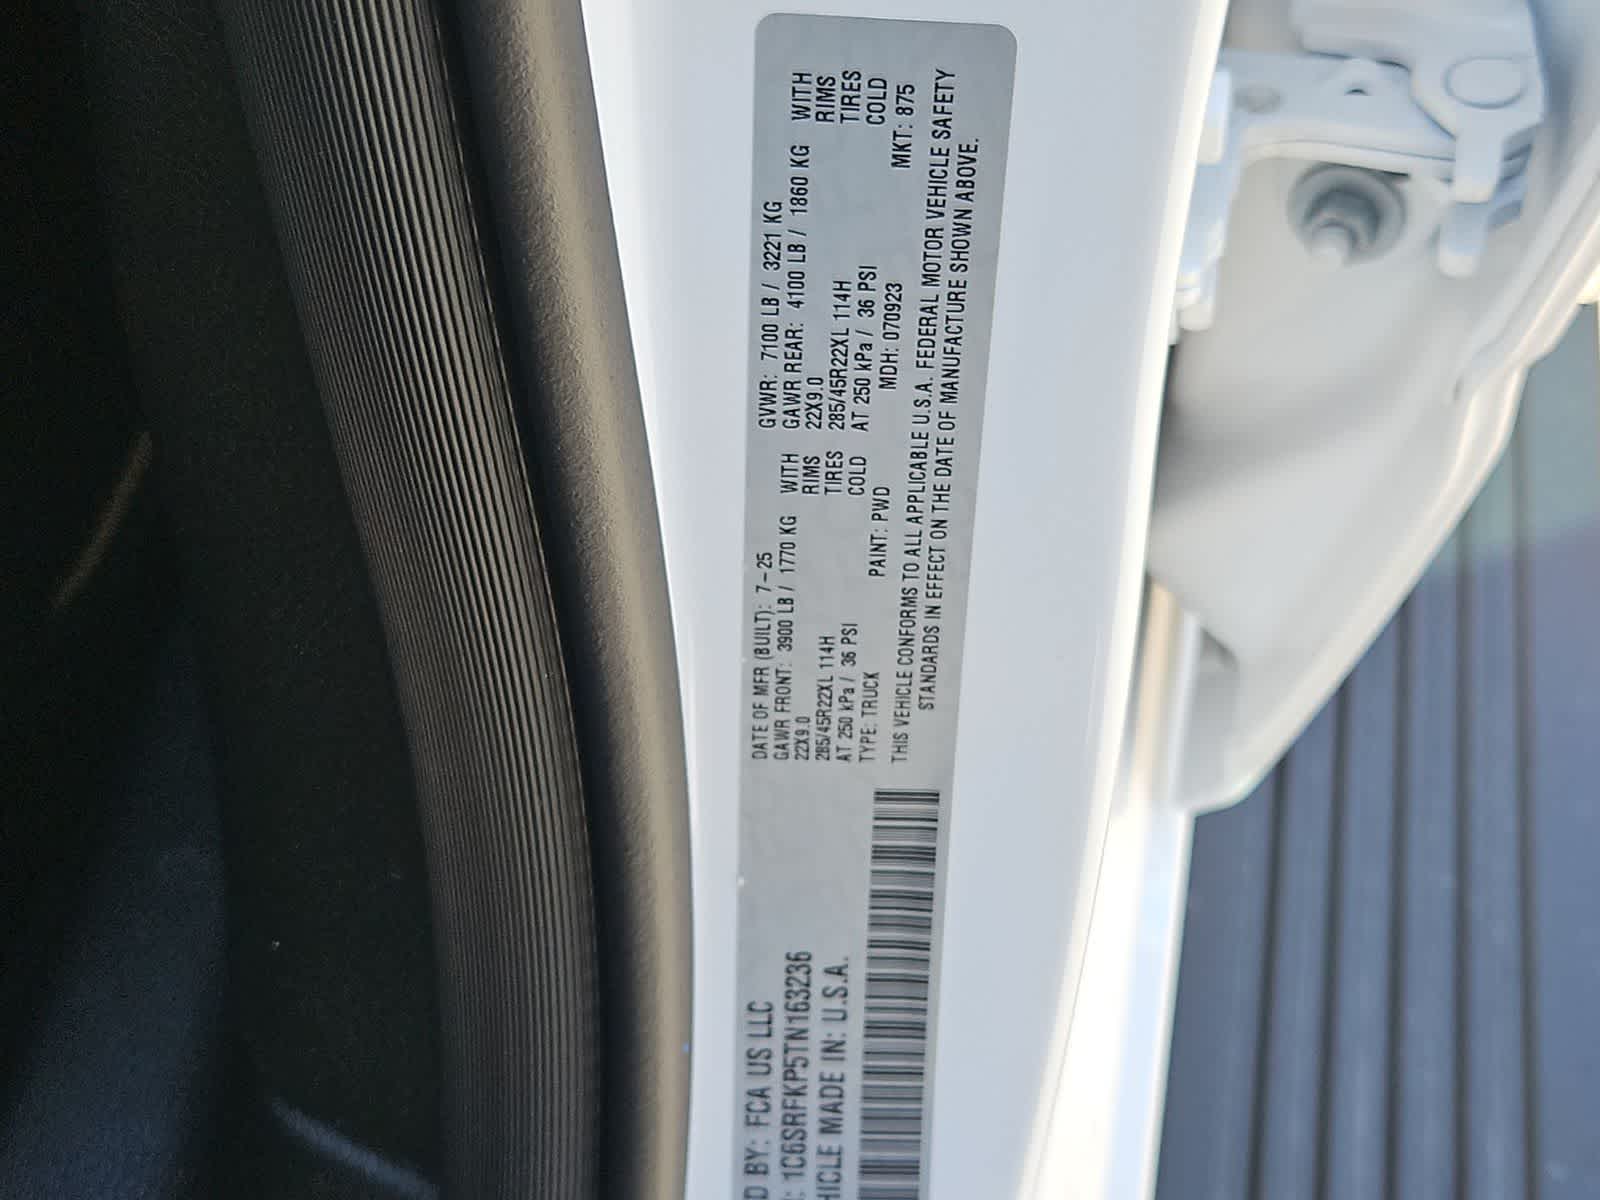 D BY: FCA US LLC
: 1C6SRFKP5TN163236
HICLE MADE IN: U.S.A.
DATE OF MFR (BUILT): 7-25
GAWR FRONT: 3900 LB / 1770 KG WITH
22X9.0 RIMS
285/45R22XL 114H TIRES
AT 250 kPa / 36 PSI COLD
TYPE: TRUCK PAINT: PWD
GVWR: 7100 LB / 3221 KG
GAWR REAR: 4100 LB / 1860 KG WITH
22X9.0 RIMS
285/45R22XL 114H TIRES
AT 250 kPa / 36 PSI COLD
MDH: 070923 MKT: 875
THIS VEHICLE CONFORMS TO ALL APPLICABLE U.S.A. FEDERAL MOTOR VEHICLE SAFETY
STANDARDS IN EFFECT ON THE DATE OF MANUFACTURE SHOWN ABOVE.